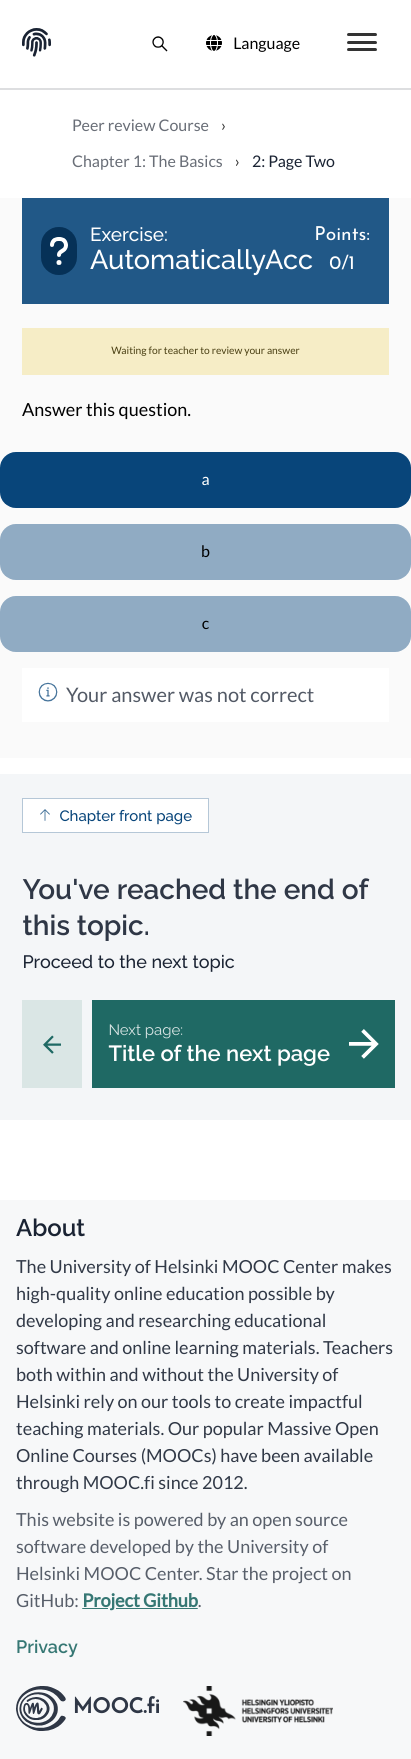 Language
Peer review Course ›
Chapter 1: The Basics › 2: Page Two
Exercise:
AutomaticallyAcc
Points:
0/1
Waiting for teacher to review your answer
Answer this question.
a
b
c
Your answer was not correct
Chapter front page
You've reached the end of
this topic.
Proceed to the next topic
Next page:
Title of the next page
About
The University of Helsinki MOOC Center makes
high-quality online education possible by
developing and researching educational
software and online learning materials. Teachers
both within and without the University of
Helsinki rely on our tools to create impactful
teaching materials. Our popular Massive Open
Online Courses (MOOCs) have been available
through MOOC.fi since 2012.
This website is powered by an open source
software developed by the University of
Helsinki MOOC Center. Star the project on
GitHub: Project Github.
Privacy
MOOC.fi
HELSINGIN YLIOPISTO
HELSINGFORS UNIVERSITET
UNIVERSITY OF HELSINKI